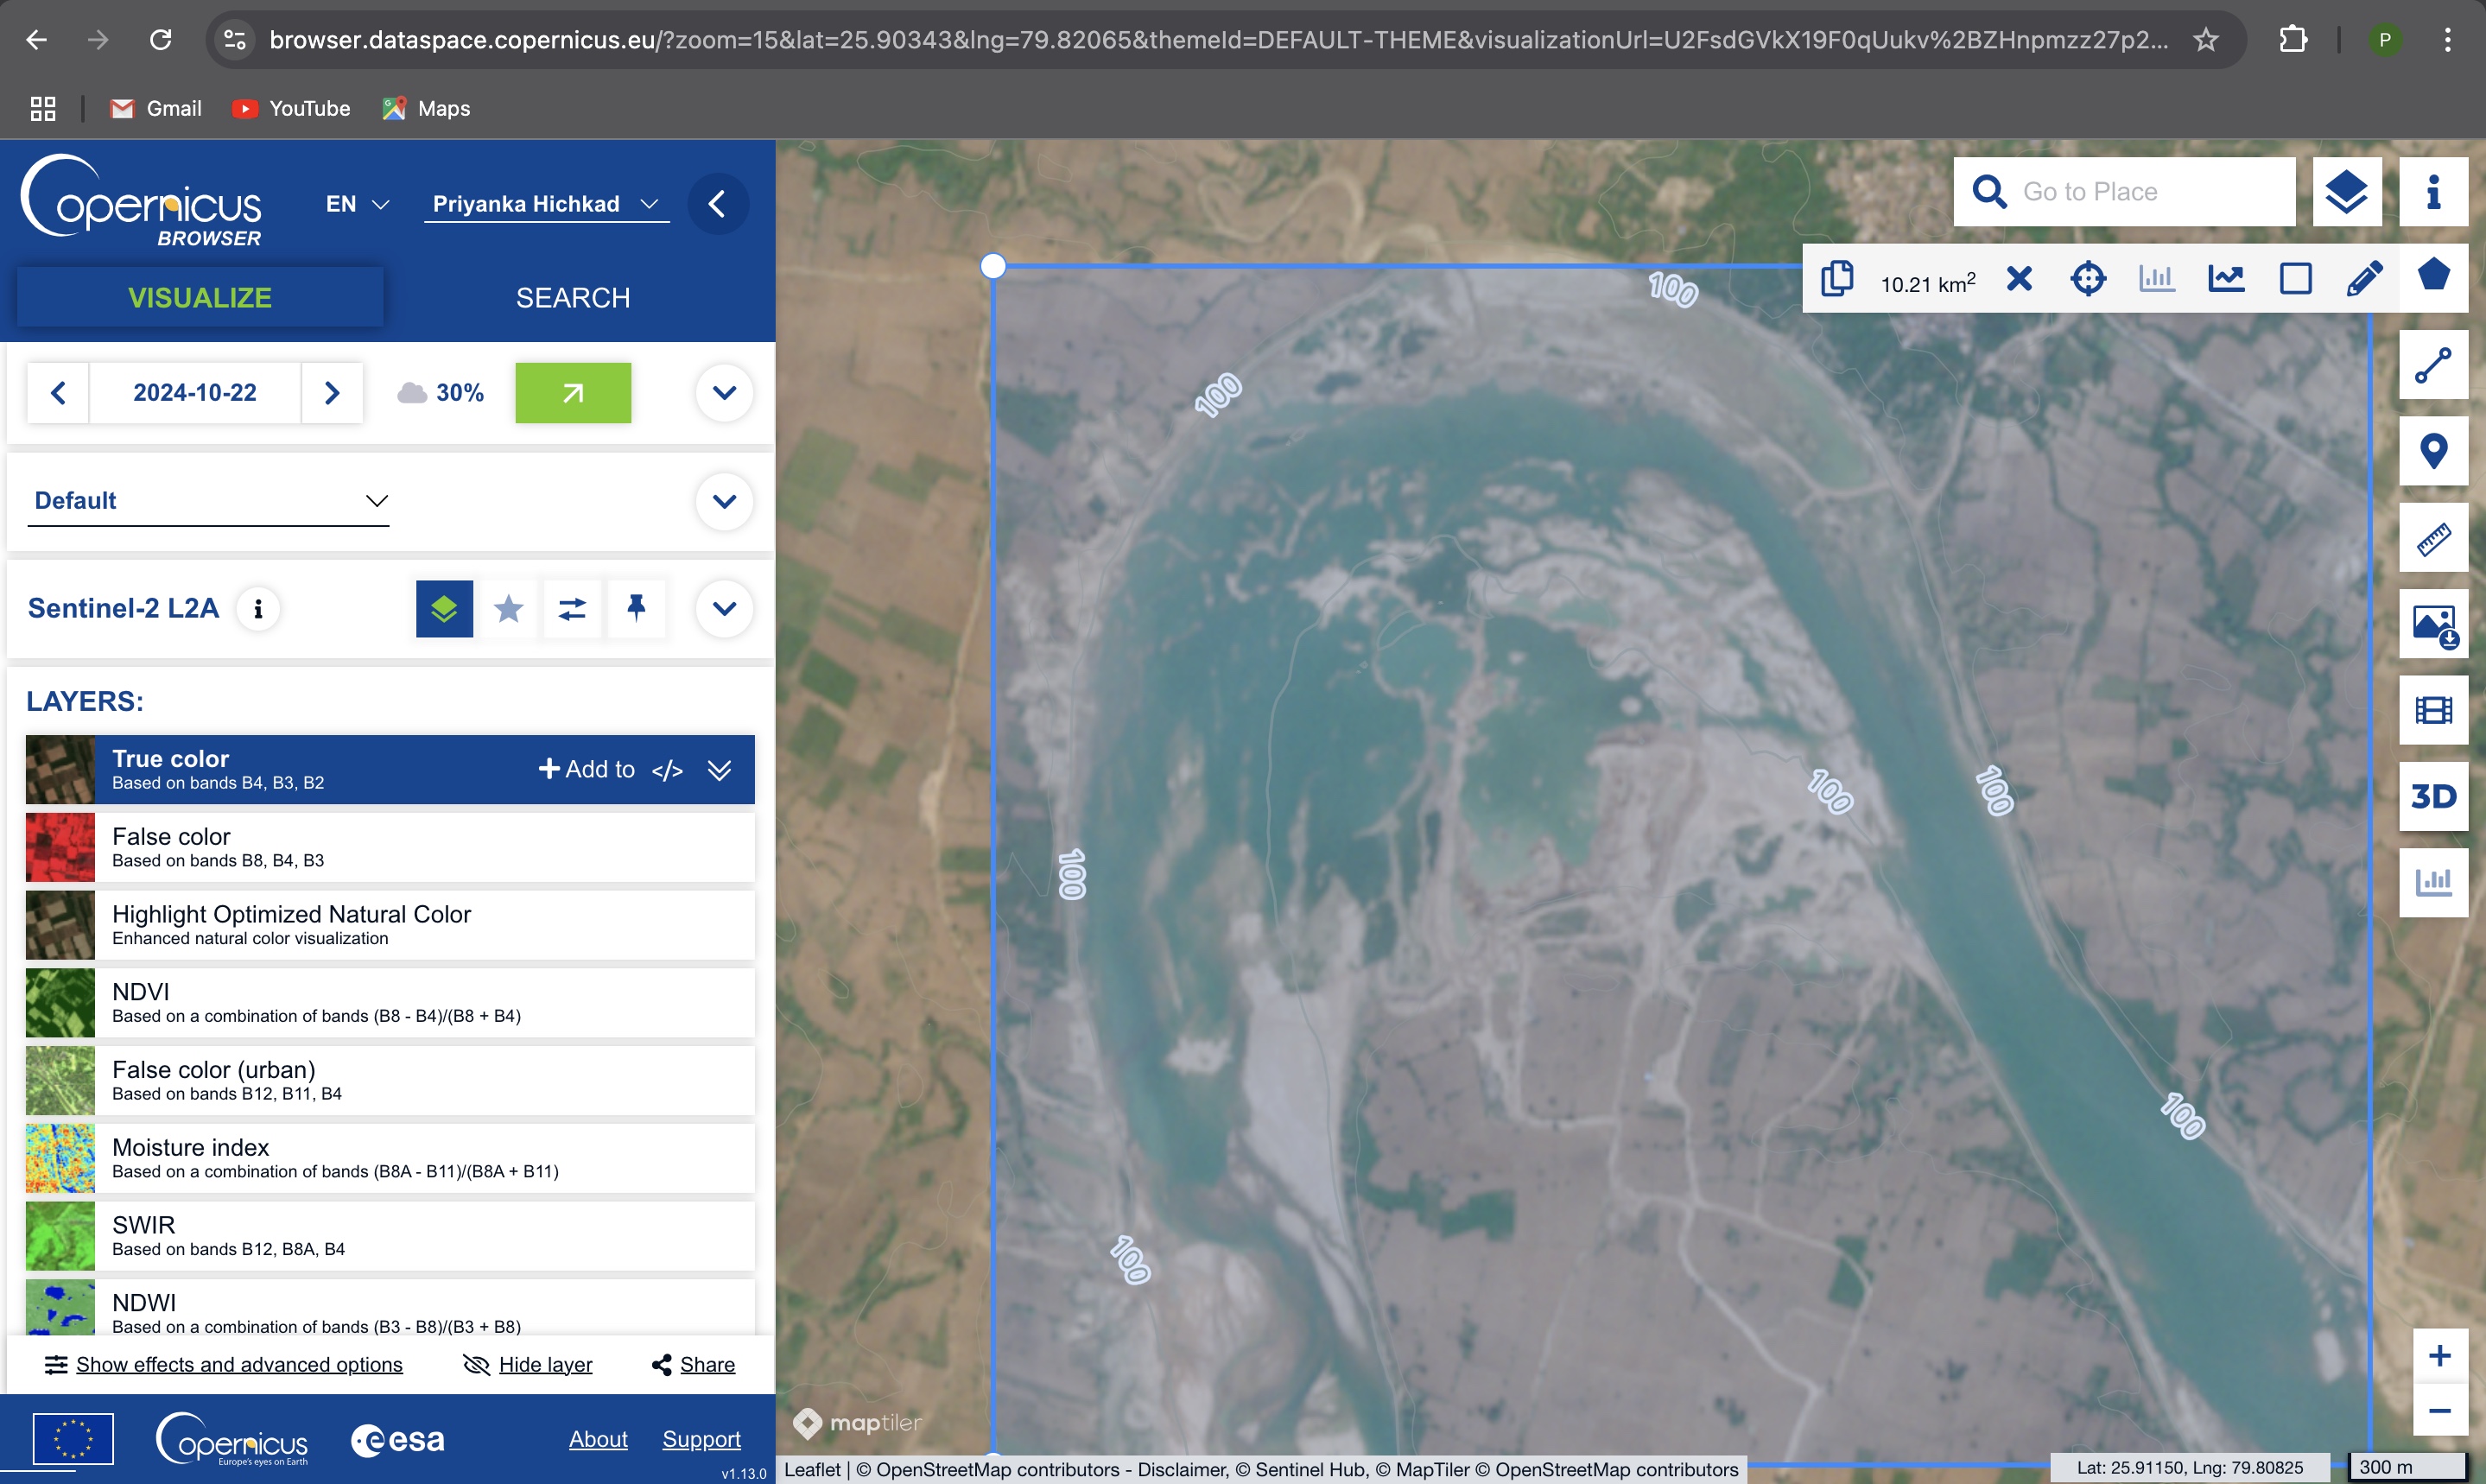 browser.dataspace.copernicus.eu/?zoom=15&lat=25.90343&lng=79.82065&themeId=DEFAULT-THEME&visualizationUrl=U2FsdGVkX19F0qUukv%2BZHnpmzz27p2...
P
Gmail
YouTube
Maps
Copernicus
BROWSER
EN
Priyanka Hichkad
VISUALIZE
SEARCH
2024-10-22
30%
Default
Sentinel-2 L2A
LAYERS:
True color
Based on bands B4, B3, B2
Add to </>
False color
Based on bands B8, B4, B3
Highlight Optimized Natural Color
Enhanced natural color visualization
NDVI
Based on a combination of bands (B8 - B4)/(B8 + B4)
False color (urban)
Based on bands B12, B11, B4
Moisture index
Based on a combination of bands (B8A - B11)/(B8A + B11)
SWIR
Based on bands B12, B8A, B4
NDWI
Based on a combination of bands (B3 - B8)/(B3 + B8)
Show effects and advanced options
Hide layer
Share
Copernicus
Europe's eyes on Earth
esa
About
Support
v1.13.0
Go to Place
10.21 km²
3D
100
100
100
100
100
100
100
maptiler
Leaflet | © OpenStreetMap contributors - Disclaimer, © Sentinel Hub, © MapTiler © OpenStreetMap contributors
Lat: 25.91150, Lng: 79.80825
300 m